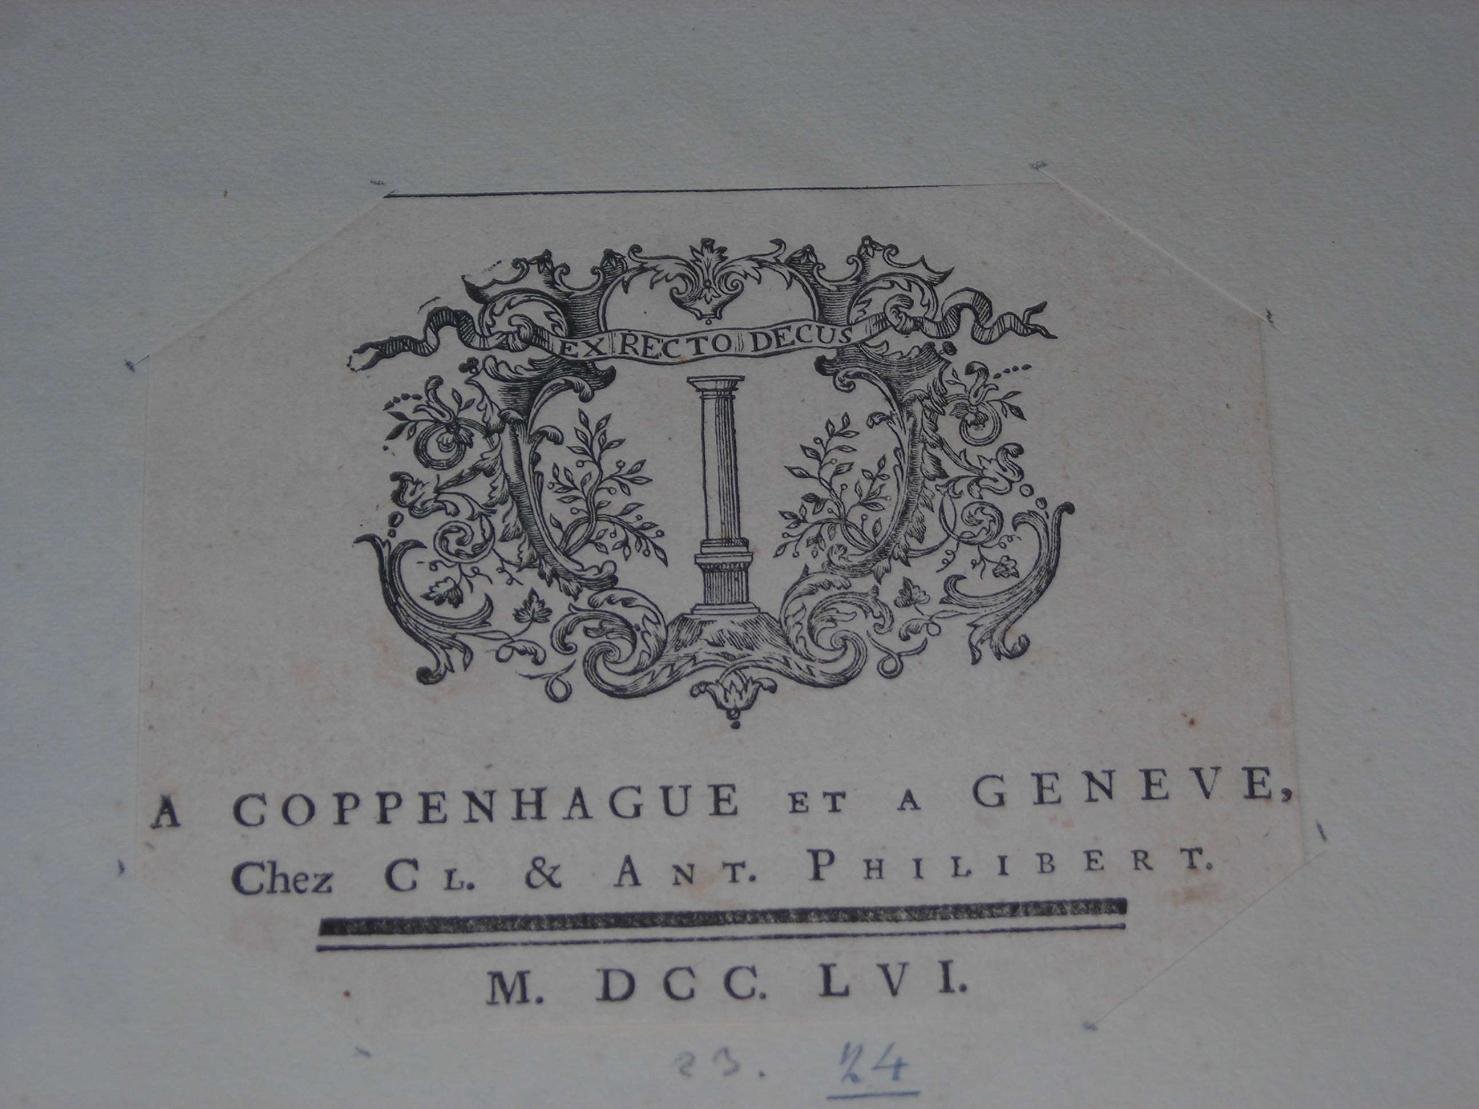 EX RECTO DECUS
A COPPENHAGUE ET A GENEVE,
Chez CL. & ANT. PHILIBERT.
M. DCC. LVI.
23. 24